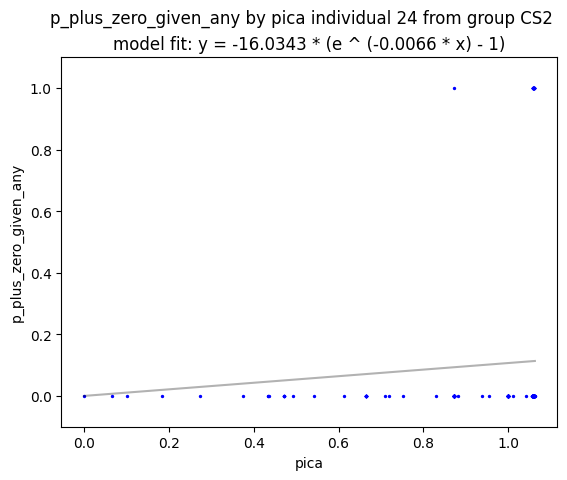 p_plus_zero_given_any by pica individual 24 from group CS2
model fit: y = -16.0343 * (e ^ (-0.0066 * x) - 1)
1.0
0.8
0.6
0.4
0.2
0.0
p_plus_zero_given_any
0.0 0.2 0.4 0.6 0.8 1.0
pica